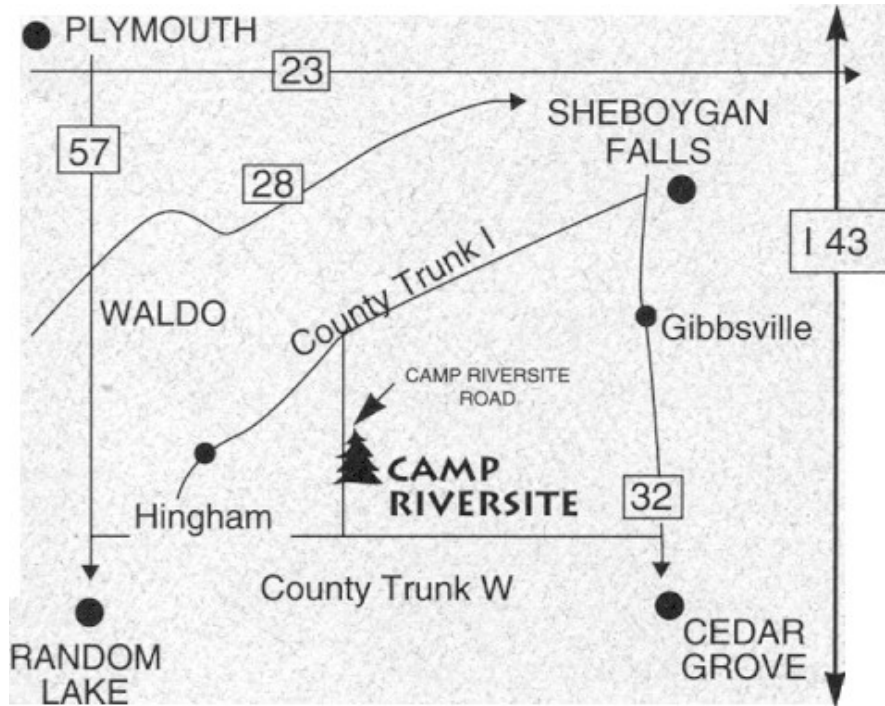 PLYMOUTH
23
SHEBOYGAN
FALLS
57
28
I 43
County Trunk I
WALDO
Gibbsville
CAMP RIVERSITE
ROAD
CAMP
RIVERSITE
32
Hingham
County Trunk W
CEDAR
GROVE
RANDOM
LAKE